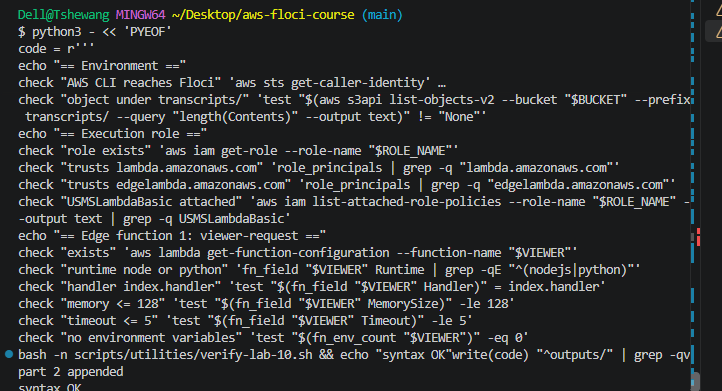 Dell@Tshewang MINGW64 ~/Desktop/aws-floci-course (main)
$ python3 - << 'PYEOF'
code = r'''
echo "== Environment =="
check "AWS CLI reaches Floci" 'aws sts get-caller-identity' …
check "object under transcripts/" 'test "$(aws s3api list-objects-v2 --bucket "$BUCKET" --prefix
 transcripts/ --query "length(Contents)" --output text)" != "None"'
echo "== Execution role =="
check "role exists" 'aws iam get-role --role-name "$ROLE_NAME"'
check "trusts lambda.amazonaws.com" 'role_principals | grep -q "lambda.amazonaws.com"'
check "trusts edgelambda.amazonaws.com" 'role_principals | grep -q "edgelambda.amazonaws.com"'
check "USMSLambdaBasic attached" 'aws iam list-attached-role-policies --role-name "$ROLE_NAME" -
-output text | grep -q USMSLambdaBasic'
echo "== Edge function 1: viewer-request =="
check "exists" 'aws lambda get-function-configuration --function-name "$VIEWER"'
check "runtime node or python" 'fn_field "$VIEWER" Runtime | grep -qE "^(nodejs|python)"'
check "handler index.handler" 'test "$(fn_field "$VIEWER" Handler)" = index.handler'
check "memory <= 128" 'test "$(fn_field "$VIEWER" MemorySize)" -le 128'
check "timeout <= 5" 'test "$(fn_field "$VIEWER" Timeout)" -le 5'
check "no environment variables" 'test "$(fn_env_count "$VIEWER")" -eq 0'
bash -n scripts/utilities/verify-lab-10.sh && echo "syntax OK"write(code) "^outputs/" | grep -qv
part 2 appended
syntax OK